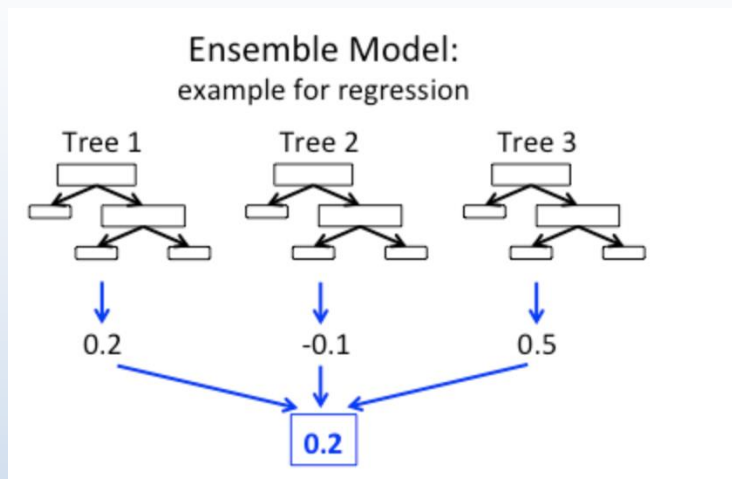 Ensemble Model:
example for regression
Tree 1 Tree 2 Tree 3
0.2 -0.1 0.5
0.2